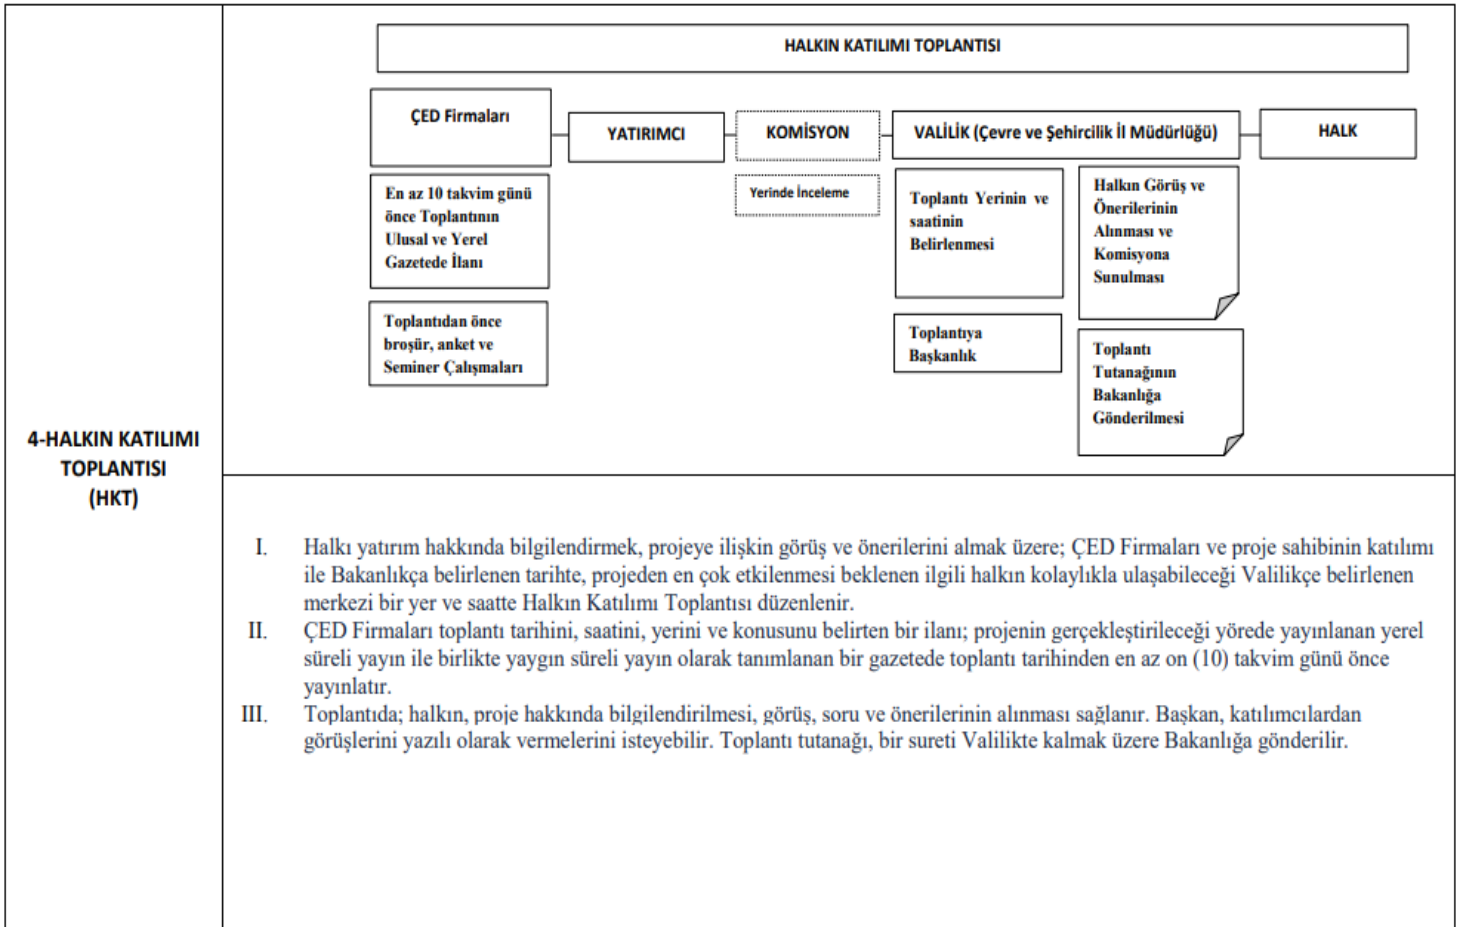 HALKIN KATILIMI TOPLANTISI
ÇED Firmaları
YATIRIMCI
KOMİSYON
VALİLİK (Çevre ve Şehircilik İl Müdürlüğü)
HALK
En az 10 takvim günü
önce Toplantının
Ulusal ve Yerel
Gazetede İlanı
Toplantıdan önce
broşür, anket ve
Seminer Çalışmaları
Yerinde İnceleme
Toplantı Yerinin ve
saatinin
Belirlenmesi
Toplantıya
Başkanlık
Halkın Görüş ve
Önerilerinin
Alınması ve
Komisyona
Sunulması
Toplantı
Tutanağının
Bakanlığa
Gönderilmesi
4-HALKIN KATILIMI
TOPLANTISI
(HKT)
I. Halkı yatırım hakkında bilgilendirmek, projeye ilişkin görüş ve önerilerini almak üzere; ÇED Firmaları ve proje sahibinin katılımı
ile Bakanlıkça belirlenen tarihte, projeden en çok etkilenmesi beklenen ilgili halkın kolaylıkla ulaşabileceği Valilikçe belirlenen
merkezi bir yer ve saatte Halkın Katılımı Toplantısı düzenlenir.
II. ÇED Firmaları toplantı tarihini, saatini, yerini ve konusunu belirten bir ilanı; projenin gerçekleştirileceği yörede yayınlanan yerel
süreli yayın ile birlikte yaygın süreli yayın olarak tanımlanan bir gazetede toplantı tarihinden en az on (10) takvim günü önce
yayınlatır.
III. Toplantıda; halkın, proje hakkında bilgilendirilmesi, görüş, soru ve önerilerinin alınması sağlanır. Başkan, katılımcılardan
görüşlerini yazılı olarak vermelerini isteyebilir. Toplantı tutanağı, bir sureti Valilikte kalmak üzere Bakanlığa gönderilir.